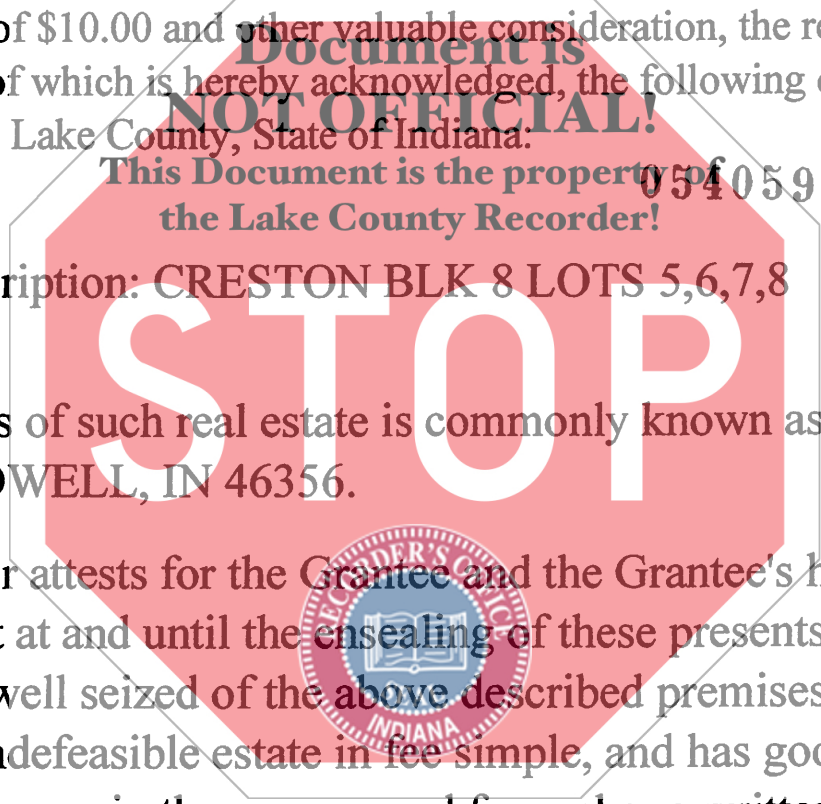 of $10.00 and other valuable consideration, the re
Document is
of which is hereby acknowledged, the following
NOT OFFICIAL!
Lake County, State of Indiana:
This Document is the property of
054059
the Lake County Recorder!
ription: CRESTON BLK 8 LOTS 5,6,7,8
STOP
s of such real estate is commonly known as
OWELL, IN 46356.
RECORDER'S OFFICE
r attests for the Grantee and the Grantee's h
t at and until the ensealing of these presents
well seized of the above described premises
INDIANA
ndefeasible estate in fee simple, and has goo